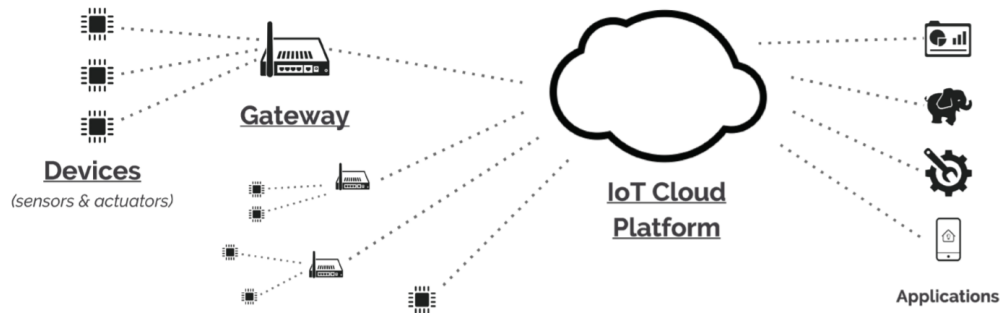 Gateway
Devices
(sensors & actuators)
IoT Cloud
Platform
Applications